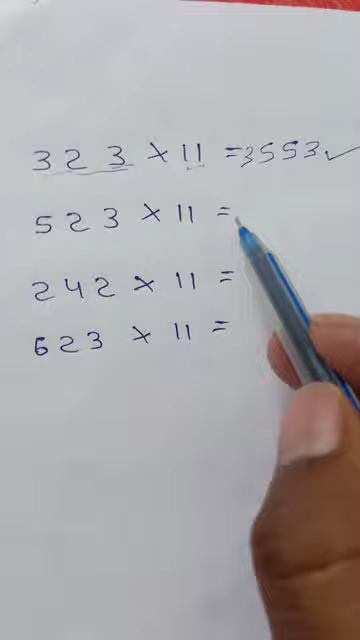 323 × 11 = 3553 ✓
523 × 11 =
242 × 11 =
623 × 11 =